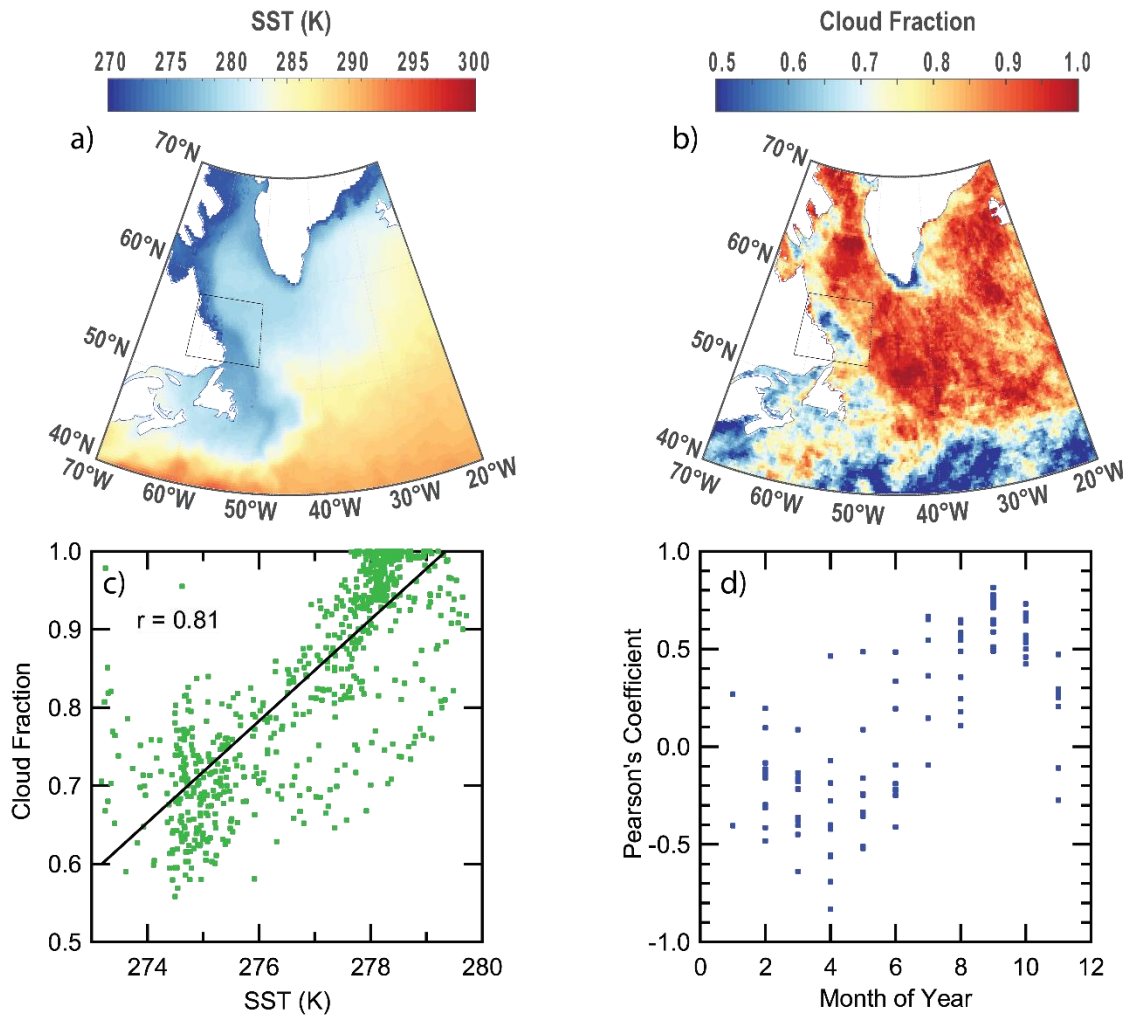 SST (K)
270 275 280 285 290 295 300
Cloud Fraction
0.5 0.6 0.7 0.8 0.9 1.0
a)
70°N
60°N
50°N
40°N
70°W
60°W
50°W
40°W
30°W
20°W
b)
70°N
60°N
50°N
40°N
70°W
60°W
50°W
40°W
30°W
20°W
c)
r = 0.81
1.0
0.9
0.8
0.7
0.6
0.5
Cloud Fraction
274 276 278 280
SST (K)
d)
1.0
0.5
0.0
-0.5
-1.0
Pearson's Coefficient
0 2 4 6 8 10 12
Month of Year